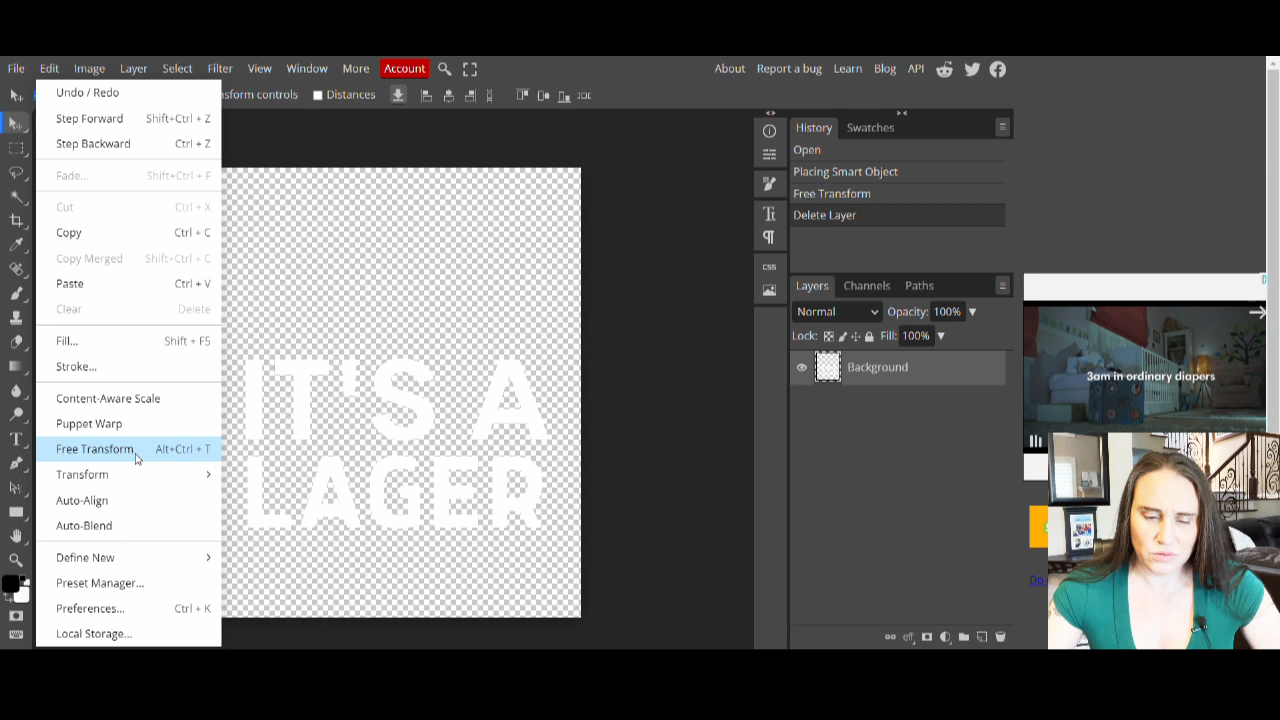 File Edit Image Layer Select Filter View Window More Account About Report a bug Learn Blog API
sform controls Distances
Undo / Redo
Step Forward Shift+Ctrl + Z
Step Backward Ctrl + Z
Fade... Shift+Ctrl + F
Cut Ctrl + X
Copy Ctrl + C
Copy Merged Shift+Ctrl + C
Paste Ctrl + V
Clear Delete
Fill... Shift + F5
Stroke...
Content-Aware Scale
Puppet Warp
Free Transform Alt+Ctrl + T
Transform
Auto-Align
Auto-Blend
Define New
Preset Manager...
Preferences... Ctrl + K
Local Storage...
IT'S A
LAGER
CSS
History Swatches
Open
Placing Smart Object
Free Transform
Delete Layer
Layers Channels Paths
Normal Opacity: 100%
Lock: Fill: 100%
Background
eff
3am in ordinary diapers
Do